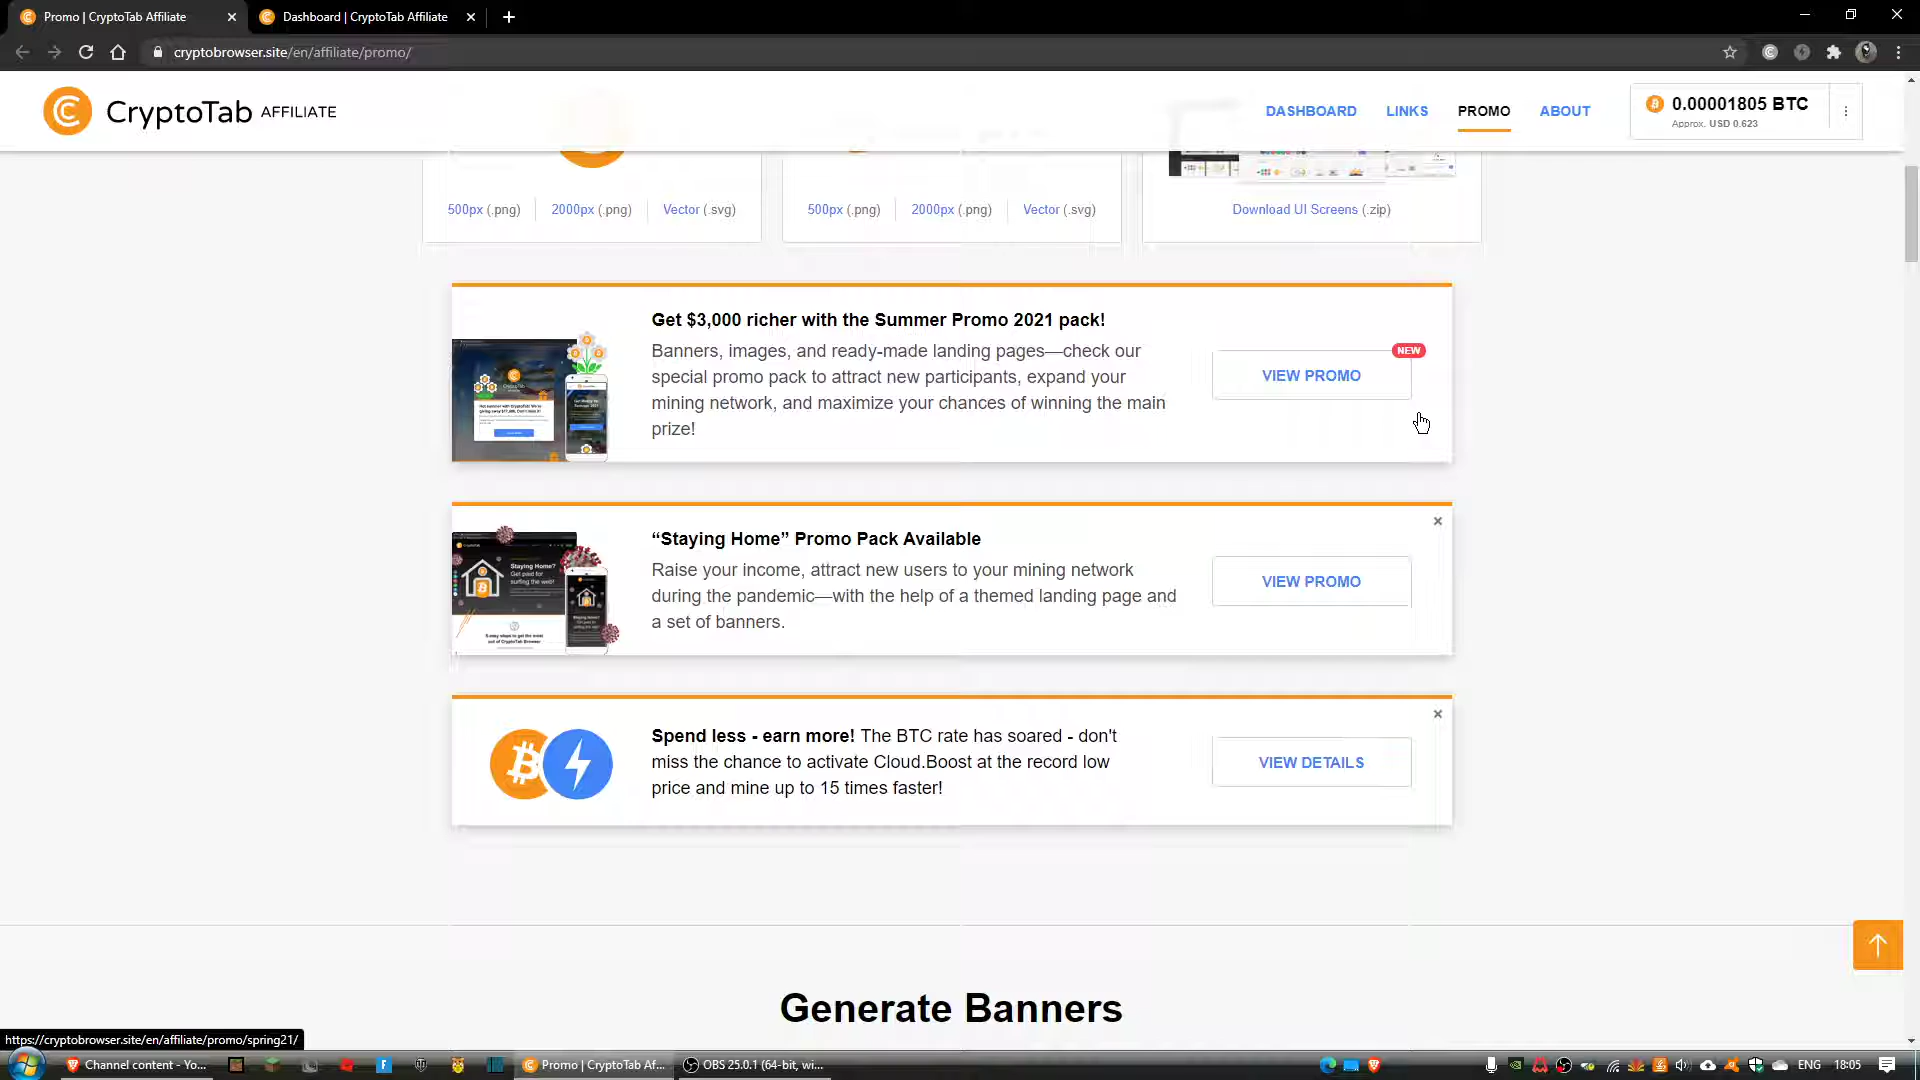 Promo | CryptoTab Affiliate
Dashboard | CryptoTab Affiliate
cryptobrowser.site/en/affiliate/promo/
CryptoTab AFFILIATE
DASHBOARD
LINKS
PROMO
ABOUT
0.00001805 BTC
Approx. USD 0.623
500px (.png)
2000px (.png)
Vector (.svg)
500px (.png)
2000px (.png)
Vector (.svg)
Download UI Screens (.zip)
Get $3,000 richer with the Summer Promo 2021 pack!
Banners, images, and ready-made landing pages—check our
special promo pack to attract new participants, expand your
mining network, and maximize your chances of winning the main
prize!
NEW
VIEW PROMO
“Staying Home” Promo Pack Available
Raise your income, attract new users to your mining network
during the pandemic—with the help of a themed landing page and
a set of banners.
VIEW PROMO
Staying Home?
Get paid for
surfing the web!
Spend less - earn more! The BTC rate has soared - don't
miss the chance to activate Cloud.Boost at the record low
price and mine up to 15 times faster!
VIEW DETAILS
Generate Banners
https://cryptobrowser.site/en/affiliate/promo/spring21/
Channel content - Yo...
Promo | CryptoTab Af...
OBS 25.0.1 (64-bit, wi...
ENG
18:05